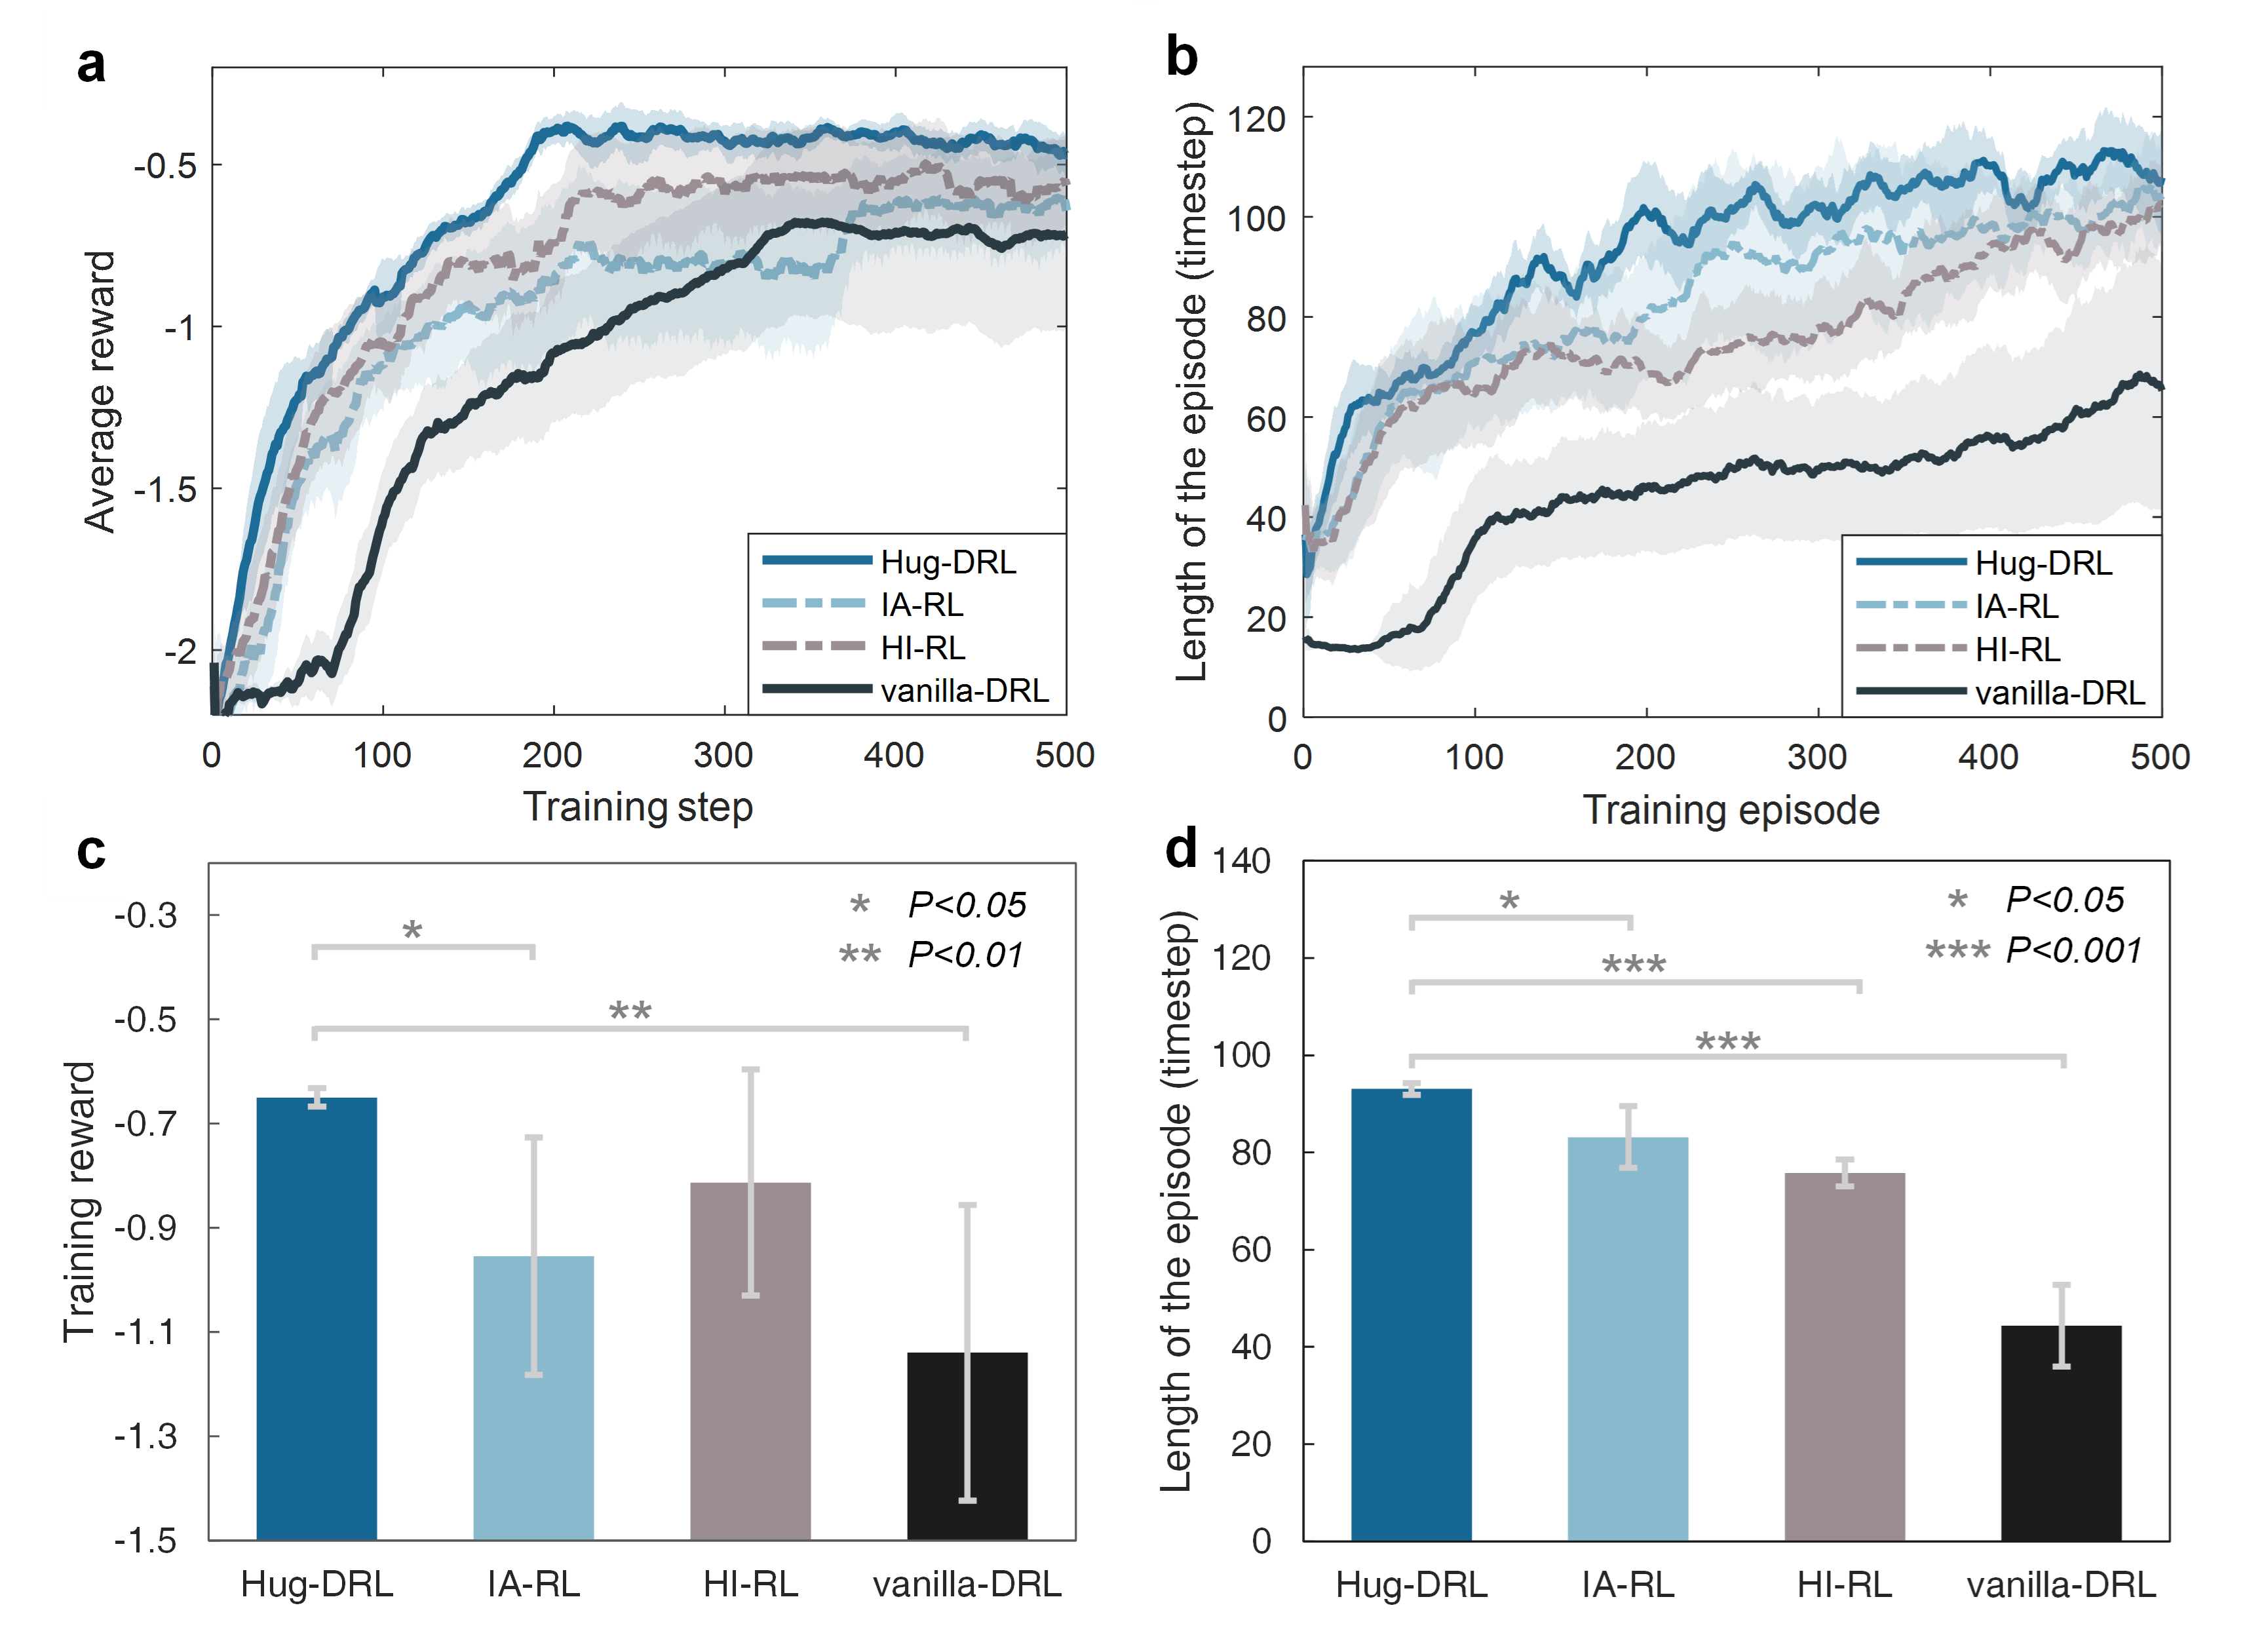 a
Average reward
-0.5
-1
-1.5
-2
Hug-DRL
IA-RL
HI-RL
vanilla-DRL
0 100 200 300 400 500
Training step
b
Length of the episode (timestep)
120
100
80
60
40
20
0
Hug-DRL
IA-RL
HI-RL
vanilla-DRL
0 100 200 300 400 500
Training episode
c
Training reward
-0.3
-0.5
-0.7
-0.9
-1.1
-1.3
-1.5
* P<0.05
** P<0.01
*
**
Hug-DRL IA-RL HI-RL vanilla-DRL
d
Length of the episode (timestep)
140
120
100
80
60
40
20
0
* P<0.05
*** P<0.001
*
***
***
Hug-DRL IA-RL HI-RL vanilla-DRL